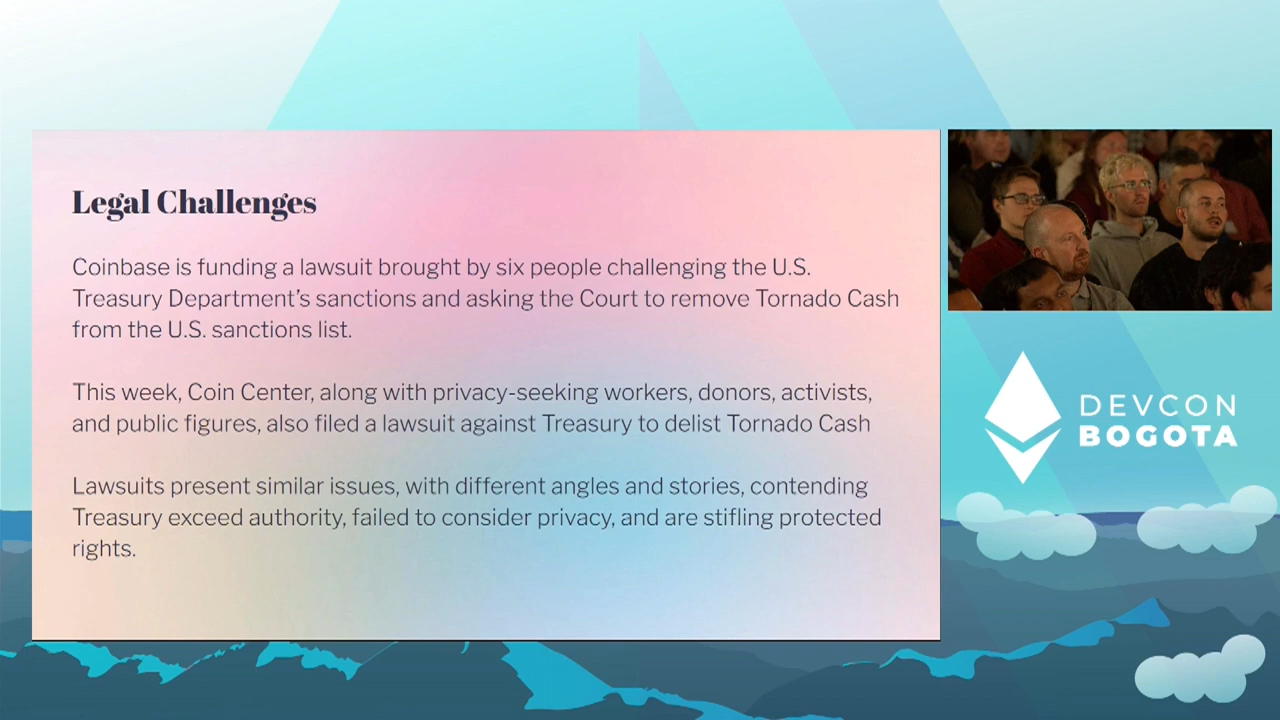 Legal Challenges
Coinbase is funding a lawsuit brought by six people challenging the U.S.
Treasury Department’s sanctions and asking the Court to remove Tornado Cash
from the U.S. sanctions list.
This week, Coin Center, along with privacy-seeking workers, donors, activists,
and public figures, also filed a lawsuit against Treasury to delist Tornado Cash
Lawsuits present similar issues, with different angles and stories, contending
Treasury exceed authority, failed to consider privacy, and are stifling protected
rights.
DEVCON
BOGOTA